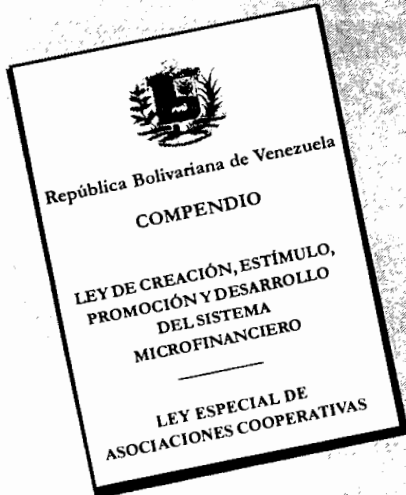 República Bolivariana de Venezuela
COMPENDIO
LEY DE CREACIÓN, ESTÍMULO,
PROMOCIÓN Y DESARROLLO
DEL SISTEMA
MICROFINANCIERO
LEY ESPECIAL DE
ASOCIACIONES COOPERATIVAS